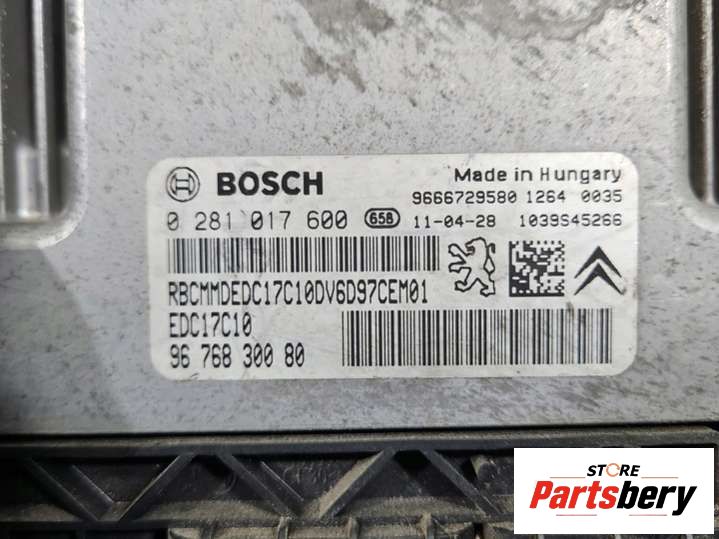 BOSCH
Made in Hungary
9666729580 1264 0035
0 281 017 600 658 11-04-28 1039S45266
RBCMMDEDC17C10DV6D97CEM01
EDC17C10
96 768 300 80
STORE
Partsbery